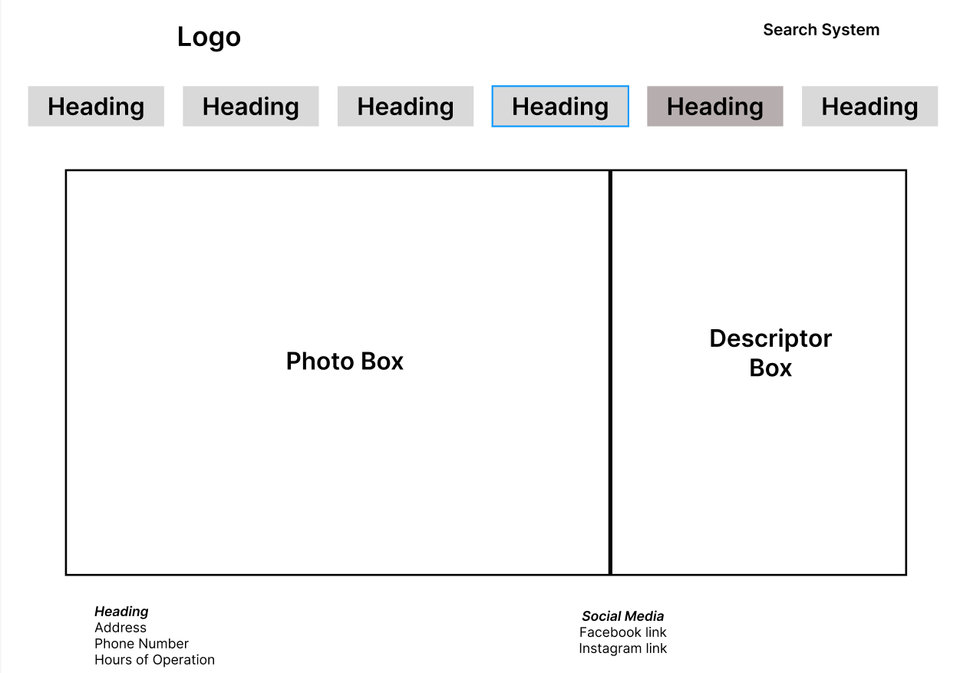 Logo
Search System
Heading
Heading
Heading
Heading
Heading
Heading
Photo Box
Descriptor
Box
Heading
Address
Phone Number
Hours of Operation
Social Media
Facebook link
Instagram link